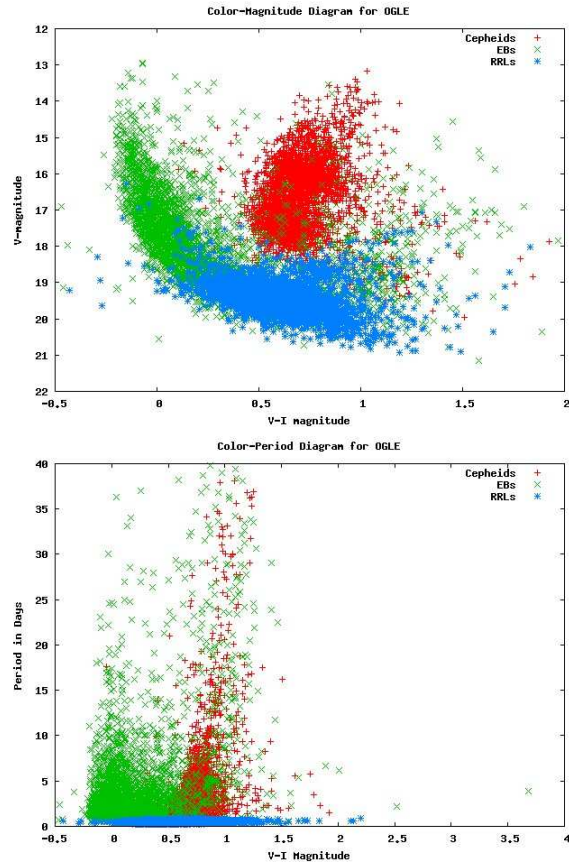 Color-Magnitude Diagram for OGLE
12
13
14
15
16
17
18
19
20
21
22
V-magnitude
Cepheids
EBs
RRLs
-0.5 0 0.5 1 1.5 2
V-I magnitude
Color-Period Diagram for OGLE
40
35
30
25
20
15
10
5
0
Period in Days
Cepheids
EBs
RRLs
-0.5 0 0.5 1 1.5 2 2.5 3 3.5 4
V-I Magnitude